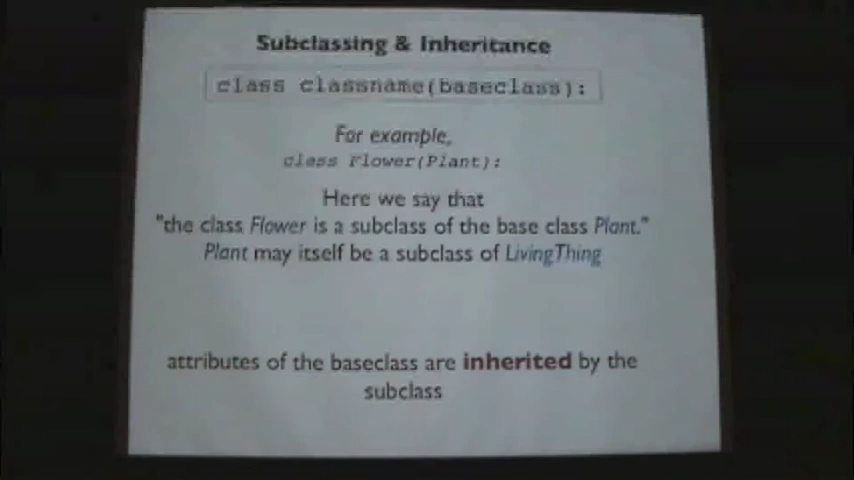 Subclassing & Inheritance
class classname(baseclass):
For example,
class Flower(Plant):
Here we say that
"the class Flower is a subclass of the base class Plant."
Plant may itself be a subclass of LivingThing
attributes of the baseclass are inherited by the
subclass